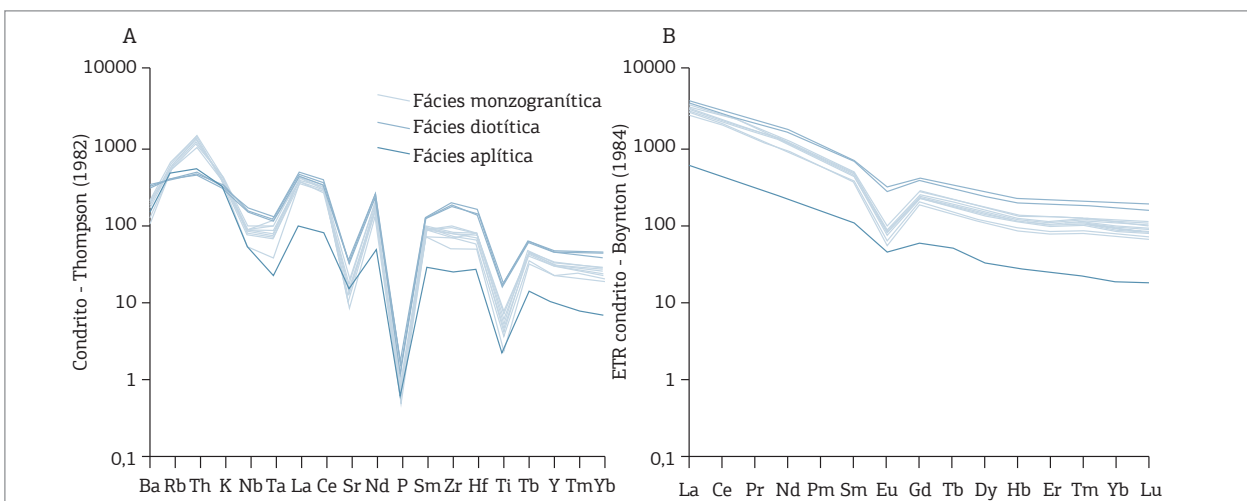 A
Condrito - Thompson (1982)
10000
1000
100
10
1
0,1
Fácies monzogranítica
Fácies diotítica
Fácies aplítica
Ba Rb Th K Nb Ta La Ce Sr Nd P Sm Zr Hf Ti Tb Y Tm Yb
B
ETR condrito - Boynton (1984)
10000
1000
100
10
1
0,1
La Ce Pr Nd Pm Sm Eu Gd Tb Dy Hb Er Tm Yb Lu